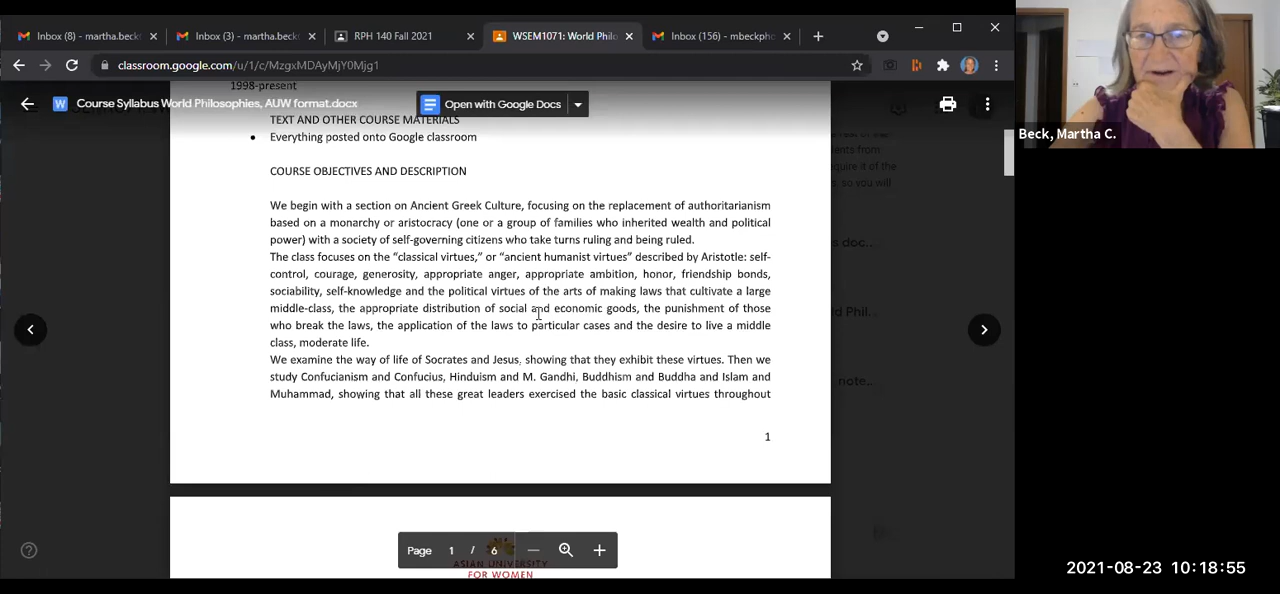 Inbox (8) - martha.beck
Inbox (3) - martha.beck
RPH 140 Fall 2021
WSEM1071: World Philo
Inbox (156) - mbeckph
classroom.google.com/u/1/c/MzgxMDAyMjY0Mjg1
1998-present
Course Syllabus World Philosophies, AUW format.docx
Open with Google Docs
TEXT AND OTHER COURSE MATERIALS
• Everything posted onto Google classroom
COURSE OBJECTIVES AND DESCRIPTION
We begin with a section on Ancient Greek Culture, focusing on the replacement of authoritarianism
based on a monarchy or aristocracy (one or a group of families who inherited wealth and political
power) with a society of self-governing citizens who take turns ruling and being ruled.
The class focuses on the “classical virtues,” or “ancient humanist virtues” described by Aristotle: self-
control, courage, generosity, appropriate anger, appropriate ambition, honor, friendship bonds,
sociability, self-knowledge and the political virtues of the arts of making laws that cultivate a large
middle-class, the appropriate distribution of social and economic goods, the punishment of those
who break the laws, the application of the laws to particular cases and the desire to live a middle
class, moderate life.
We examine the way of life of Socrates and Jesus, showing that they exhibit these virtues. Then we
study Confucianism and Confucius, Hinduism and M. Gandhi, Buddhism and Buddha and Islam and
Muhammad, showing that all these great leaders exercised the basic classical virtues throughout
1
Page 1 / 6
ASIAN UNIVERSITY
FOR WOMEN
ents from
quire it of the
so you will
doc...
d Phil...
note..
Beck, Martha C.
2021-08-23 10:18:55